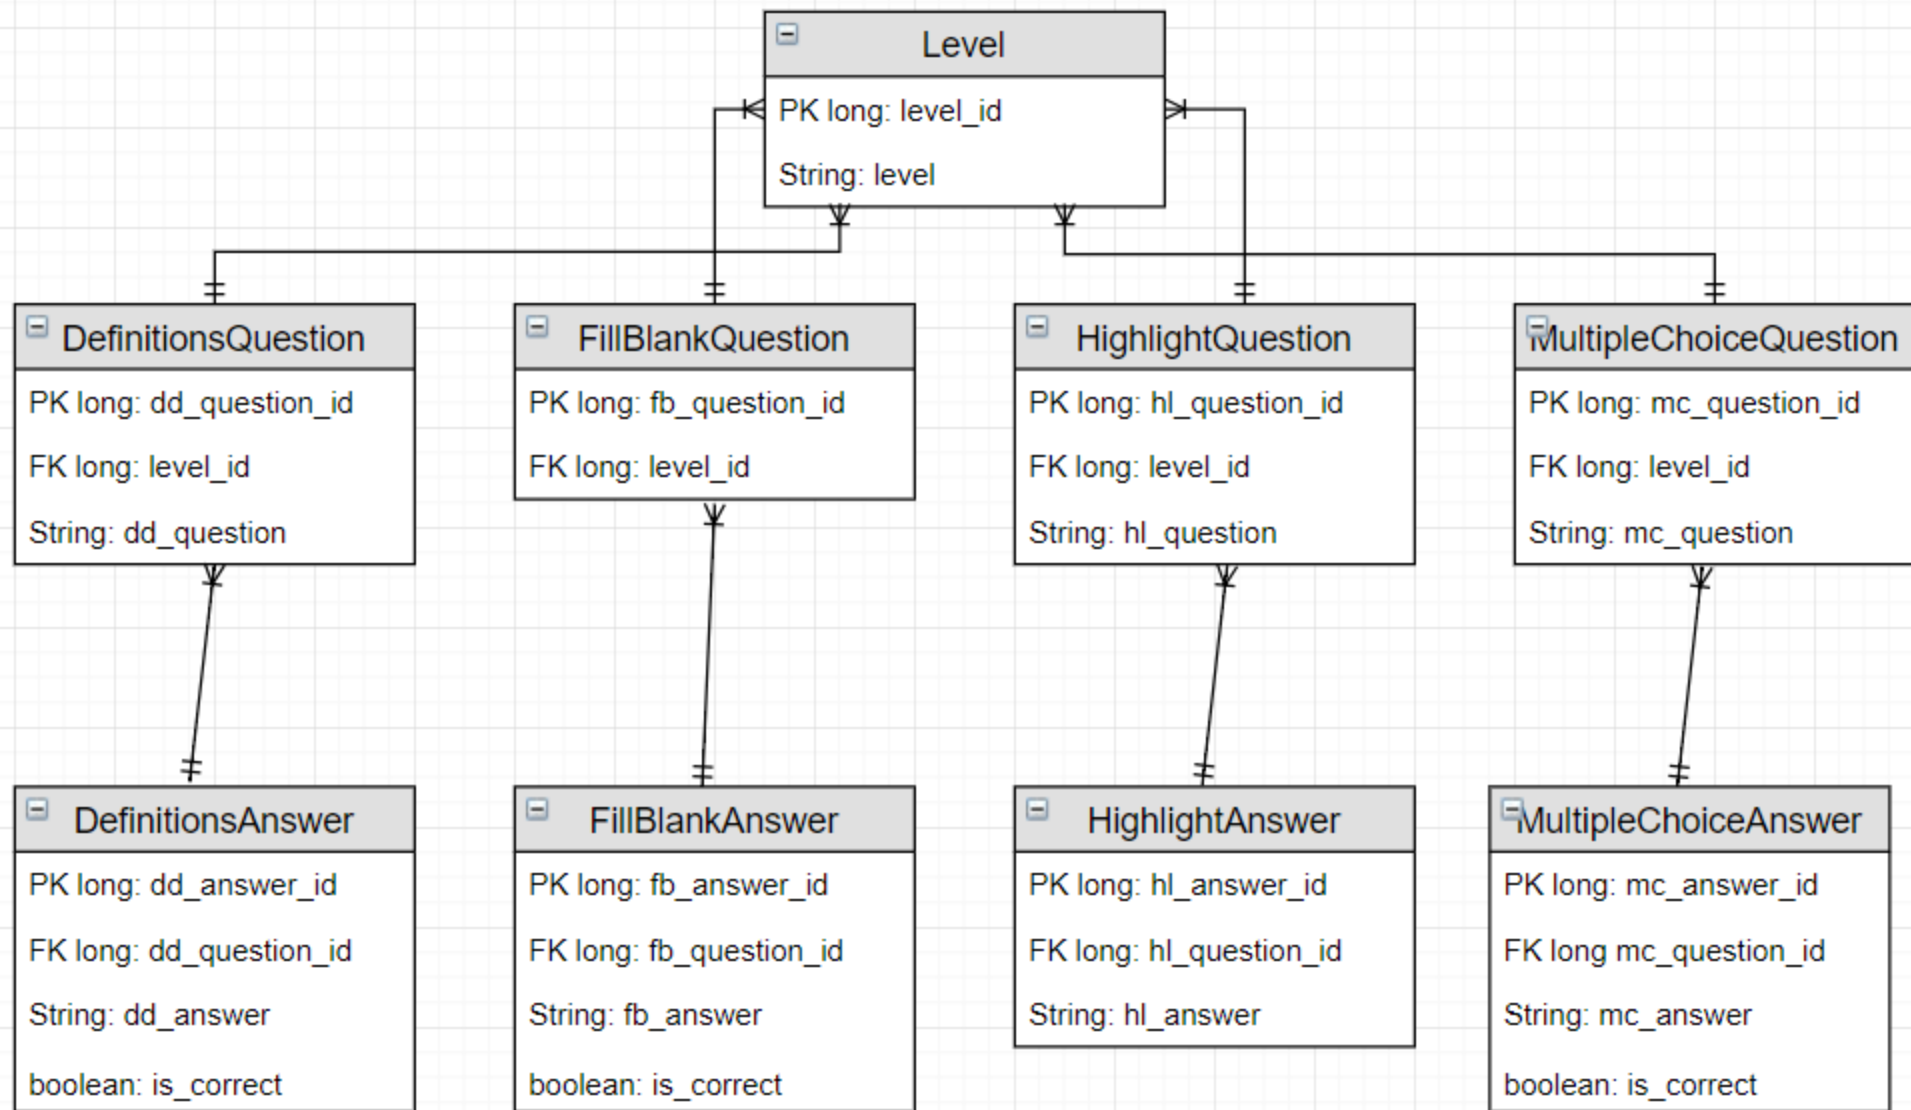 Level
PK long: level_id
String: level
DefinitionsQuestion
PK long: dd_question_id
FK long: level_id
String: dd_question
FillBlankQuestion
PK long: fb_question_id
FK long: level_id
HighlightQuestion
PK long: hl_question_id
FK long: level_id
String: hl_question
MultipleChoiceQuestion
PK long: mc_question_id
FK long: level_id
String: mc_question
DefinitionsAnswer
PK long: dd_answer_id
FK long: dd_question_id
String: dd_answer
boolean: is_correct
FillBlankAnswer
PK long: fb_answer_id
FK long: fb_question_id
String: fb_answer
boolean: is_correct
HighlightAnswer
PK long: hl_answer_id
FK long: hl_question_id
String: hl_answer
MultipleChoiceAnswer
PK long: mc_answer_id
FK long mc_question_id
String: mc_answer
boolean: is_correct